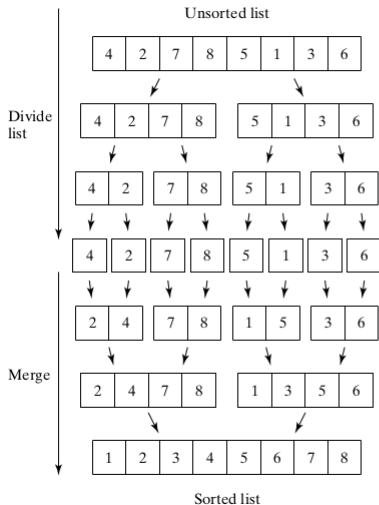 Unsorted list
4 2 7 8 5 1 3 6
Divide
list
4 2 7 8 5 1 3 6
4 2 7 8 5 1 3 6
4 2 7 8 5 1 3 6
2 4 7 8 1 5 3 6
Merge
2 4 7 8 1 3 5 6
1 2 3 4 5 6 7 8
Sorted list